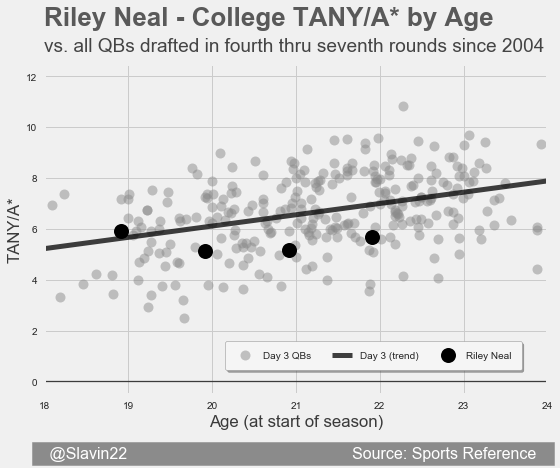 Riley Neal - College TANY/A* by Age
vs. all QBs drafted in fourth thru seventh rounds since 2004
12
10
8
6
4
2
0
TANY/A*
Day 3 QBs
Day 3 (trend)
Riley Neal
18
19
20
21
22
23
24
Age (at start of season)
@Slavin22
Source: Sports Reference